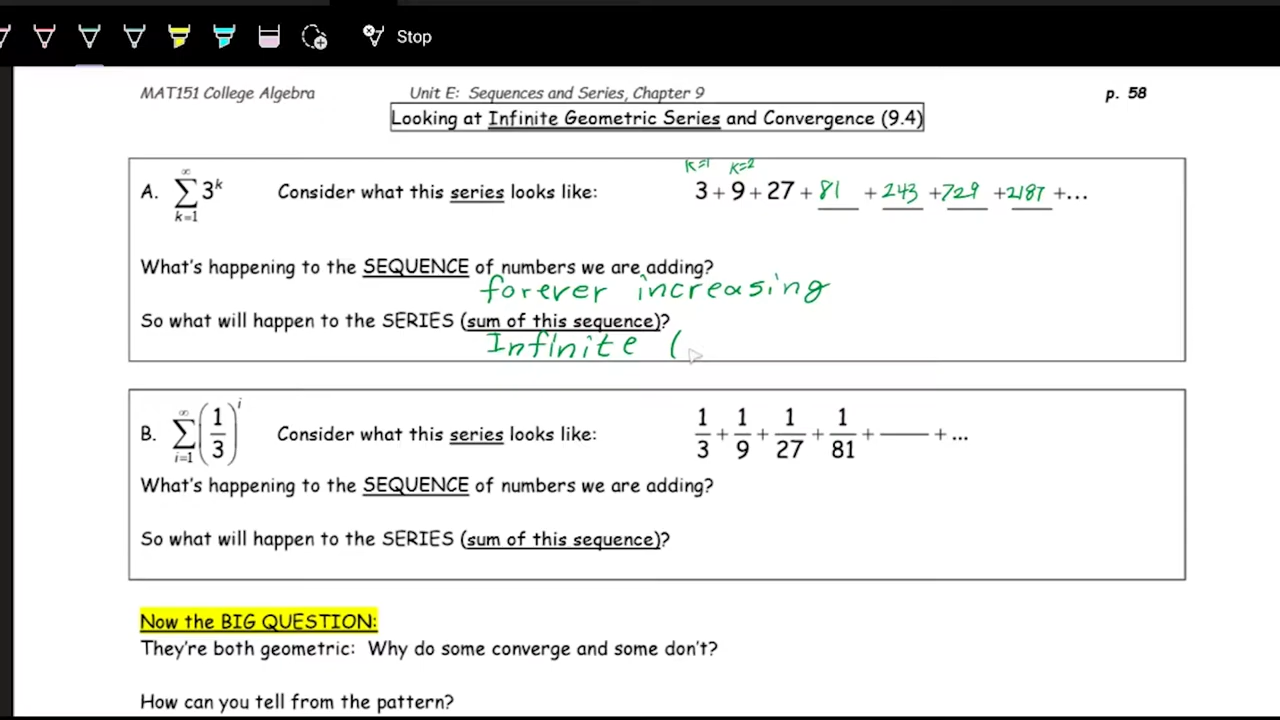 Stop
MAT151 College Algebra Unit E: Sequences and Series, Chapter 9 p. 58
Looking at Infinite Geometric Series and Convergence (9.4)
k=1 k=2
A. ∞ ∑ k=1 3^k Consider what this series looks like: 3 + 9 + 27 + 81 + 243 + 729 + 2187 + ...
What's happening to the SEQUENCE of numbers we are adding?
forever increasing
So what will happen to the SERIES (sum of this sequence)?
Infinite (
B. ∞ ∑ i=1 (1/3)^i Consider what this series looks like: 1/3 + 1/9 + 1/27 + 1/81 + ____ + ...
What's happening to the SEQUENCE of numbers we are adding?
So what will happen to the SERIES (sum of this sequence)?
Now the BIG QUESTION:
They're both geometric: Why do some converge and some don't?
How can you tell from the pattern?